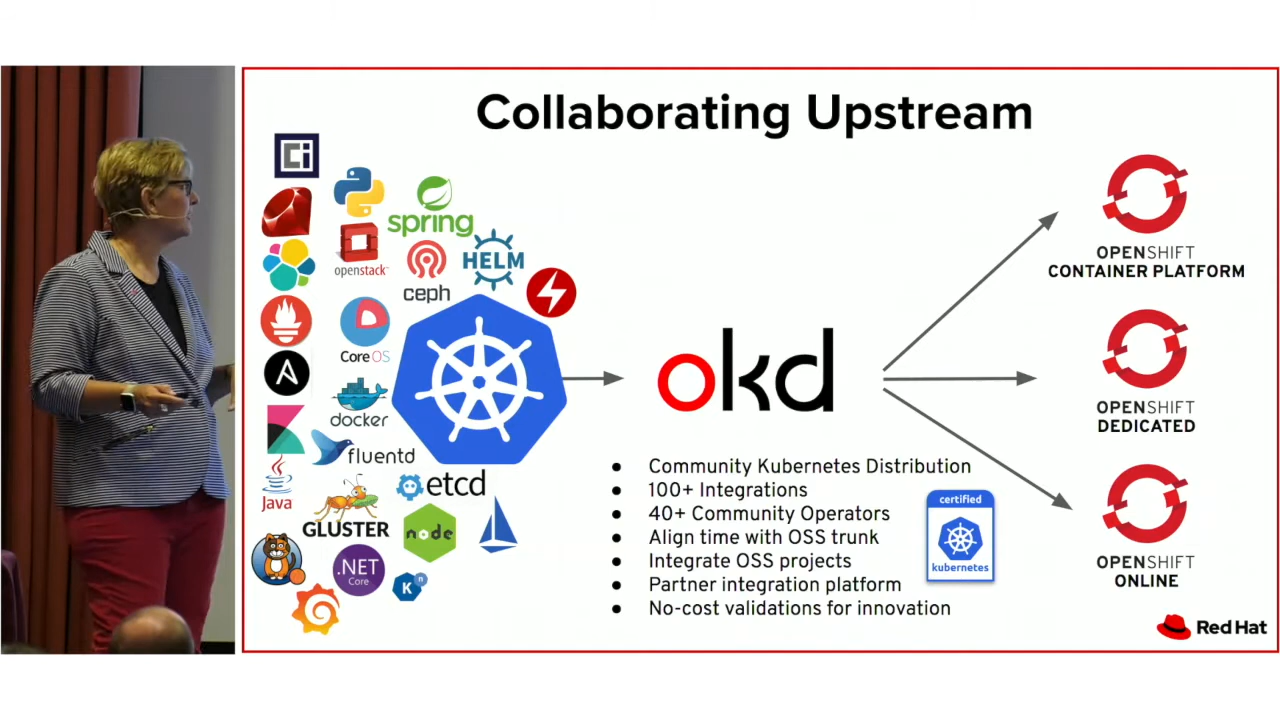 Collaborating Upstream
Ci
spring
openstack
ceph
HELM
CoreOS
docker
fluentd
Java
etcd
GLUSTER
node
.NET
Core
K
n
okd
Community Kubernetes Distribution
100+ Integrations
40+ Community Operators
Align time with OSS trunk
Integrate OSS projects
Partner integration platform
No-cost validations for innovation
certified
kubernetes
OPENSHIFT
CONTAINER PLATFORM
OPENSHIFT
DEDICATED
OPENSHIFT
ONLINE
Red Hat